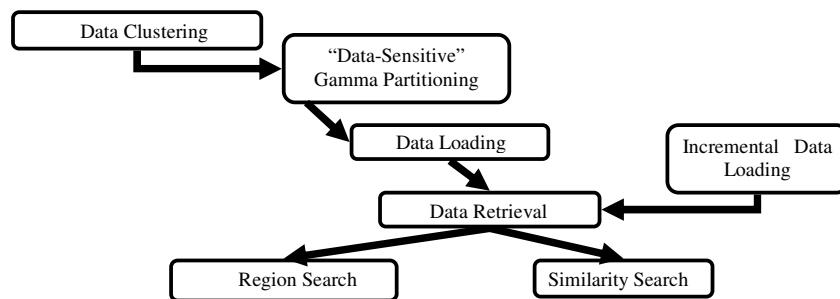 Data Clustering
“Data-Sensitive”
Gamma Partitioning
Data Loading
Incremental Data
Loading
Data Retrieval
Region Search
Similarity Search